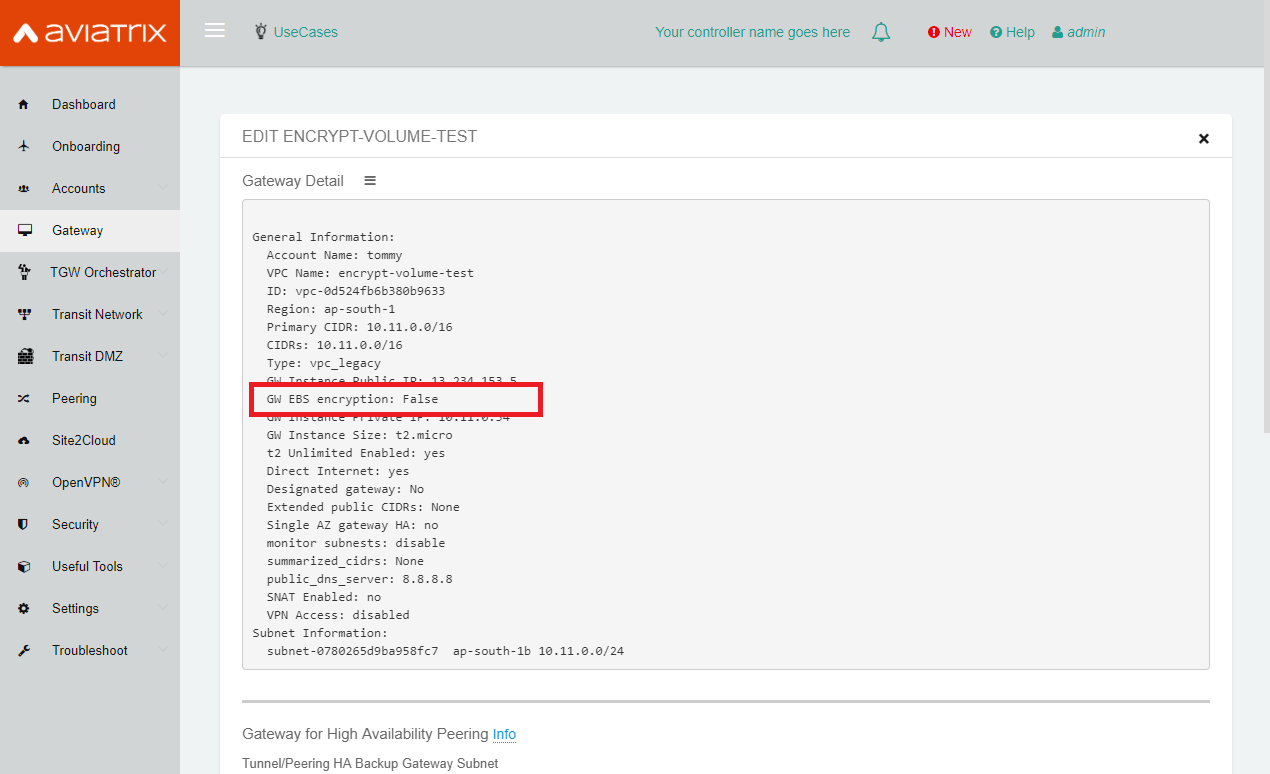 aviatrix
UseCases
Your controller name goes here
New
Help
admin
Dashboard
Onboarding
Accounts
Gateway
TGW Orchestrator
Transit Network
Transit DMZ
Peering
Site2Cloud
OpenVPN®
Security
Useful Tools
Settings
Troubleshoot
EDIT ENCRYPT-VOLUME-TEST
Gateway Detail
General Information:
Account Name: tommy
VPC Name: encrypt-volume-test
ID: vpc-0d524fb6b380b9633
Region: ap-south-1
Primary CIDR: 10.11.0.0/16
CIDRs: 10.11.0.0/16
Type: vpc_legacy
GW Instance Public IP: 13.234.153.5
GW EBS encryption: False
GW Instance Private IP: 10.11.0.54
GW Instance Size: t2.micro
t2 Unlimited Enabled: yes
Direct Internet: yes
Designated gateway: No
Extended public CIDRs: None
Single AZ gateway HA: no
monitor subnests: disable
summarized_cidrs: None
public_dns_server: 8.8.8.8
SNAT Enabled: no
VPN Access: disabled
Subnet Information:
subnet-0780265d9ba958fc7 ap-south-1b 10.11.0.0/24
Gateway for High Availability Peering Info
Tunnel/Peering HA Backup Gateway Subnet